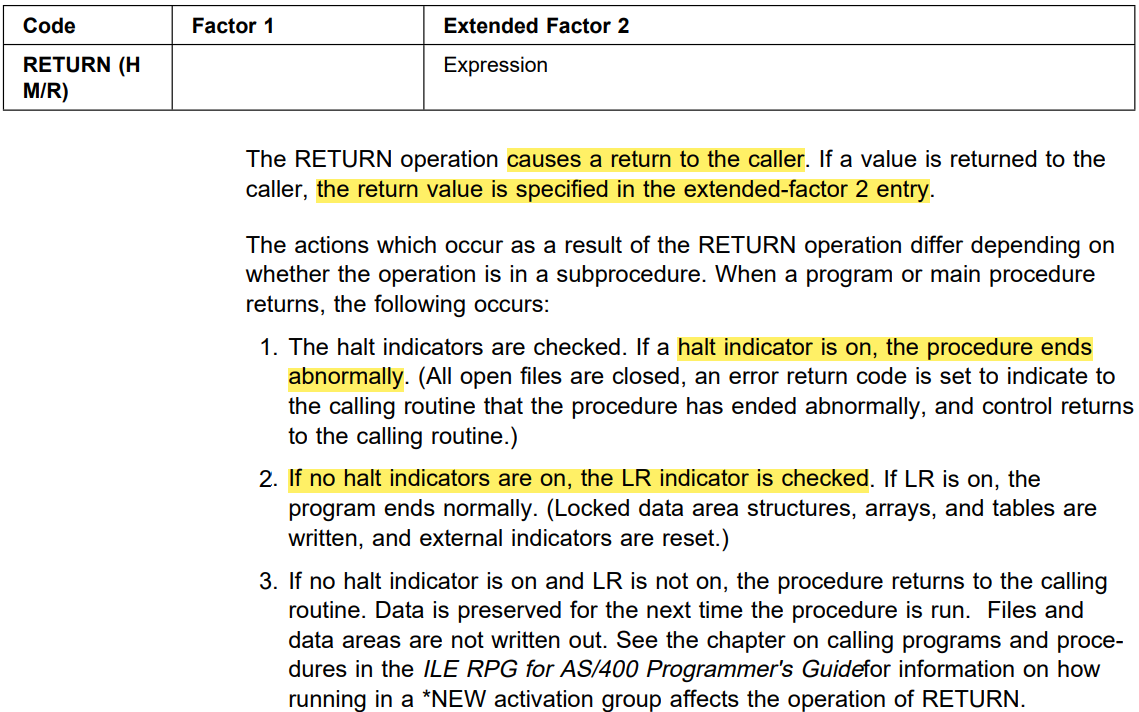 Code Factor 1 Extended Factor 2
RETURN (H Expression
M/R)
The RETURN operation causes a return to the caller. If a value is returned to the
caller, the return value is specified in the extended-factor 2 entry.
The actions which occur as a result of the RETURN operation differ depending on
whether the operation is in a subprocedure. When a program or main procedure
returns, the following occurs:
1. The halt indicators are checked. If a halt indicator is on, the procedure ends
abnormally. (All open files are closed, an error return code is set to indicate to
the calling routine that the procedure has ended abnormally, and control returns
to the calling routine.)
2. If no halt indicators are on, the LR indicator is checked. If LR is on, the
program ends normally. (Locked data area structures, arrays, and tables are
written, and external indicators are reset.)
3. If no halt indicator is on and LR is not on, the procedure returns to the calling
routine. Data is preserved for the next time the procedure is run. Files and
data areas are not written out. See the chapter on calling programs and proce-
dures in the ILE RPG for AS/400 Programmer's Guidefor information on how
running in a *NEW activation group affects the operation of RETURN.